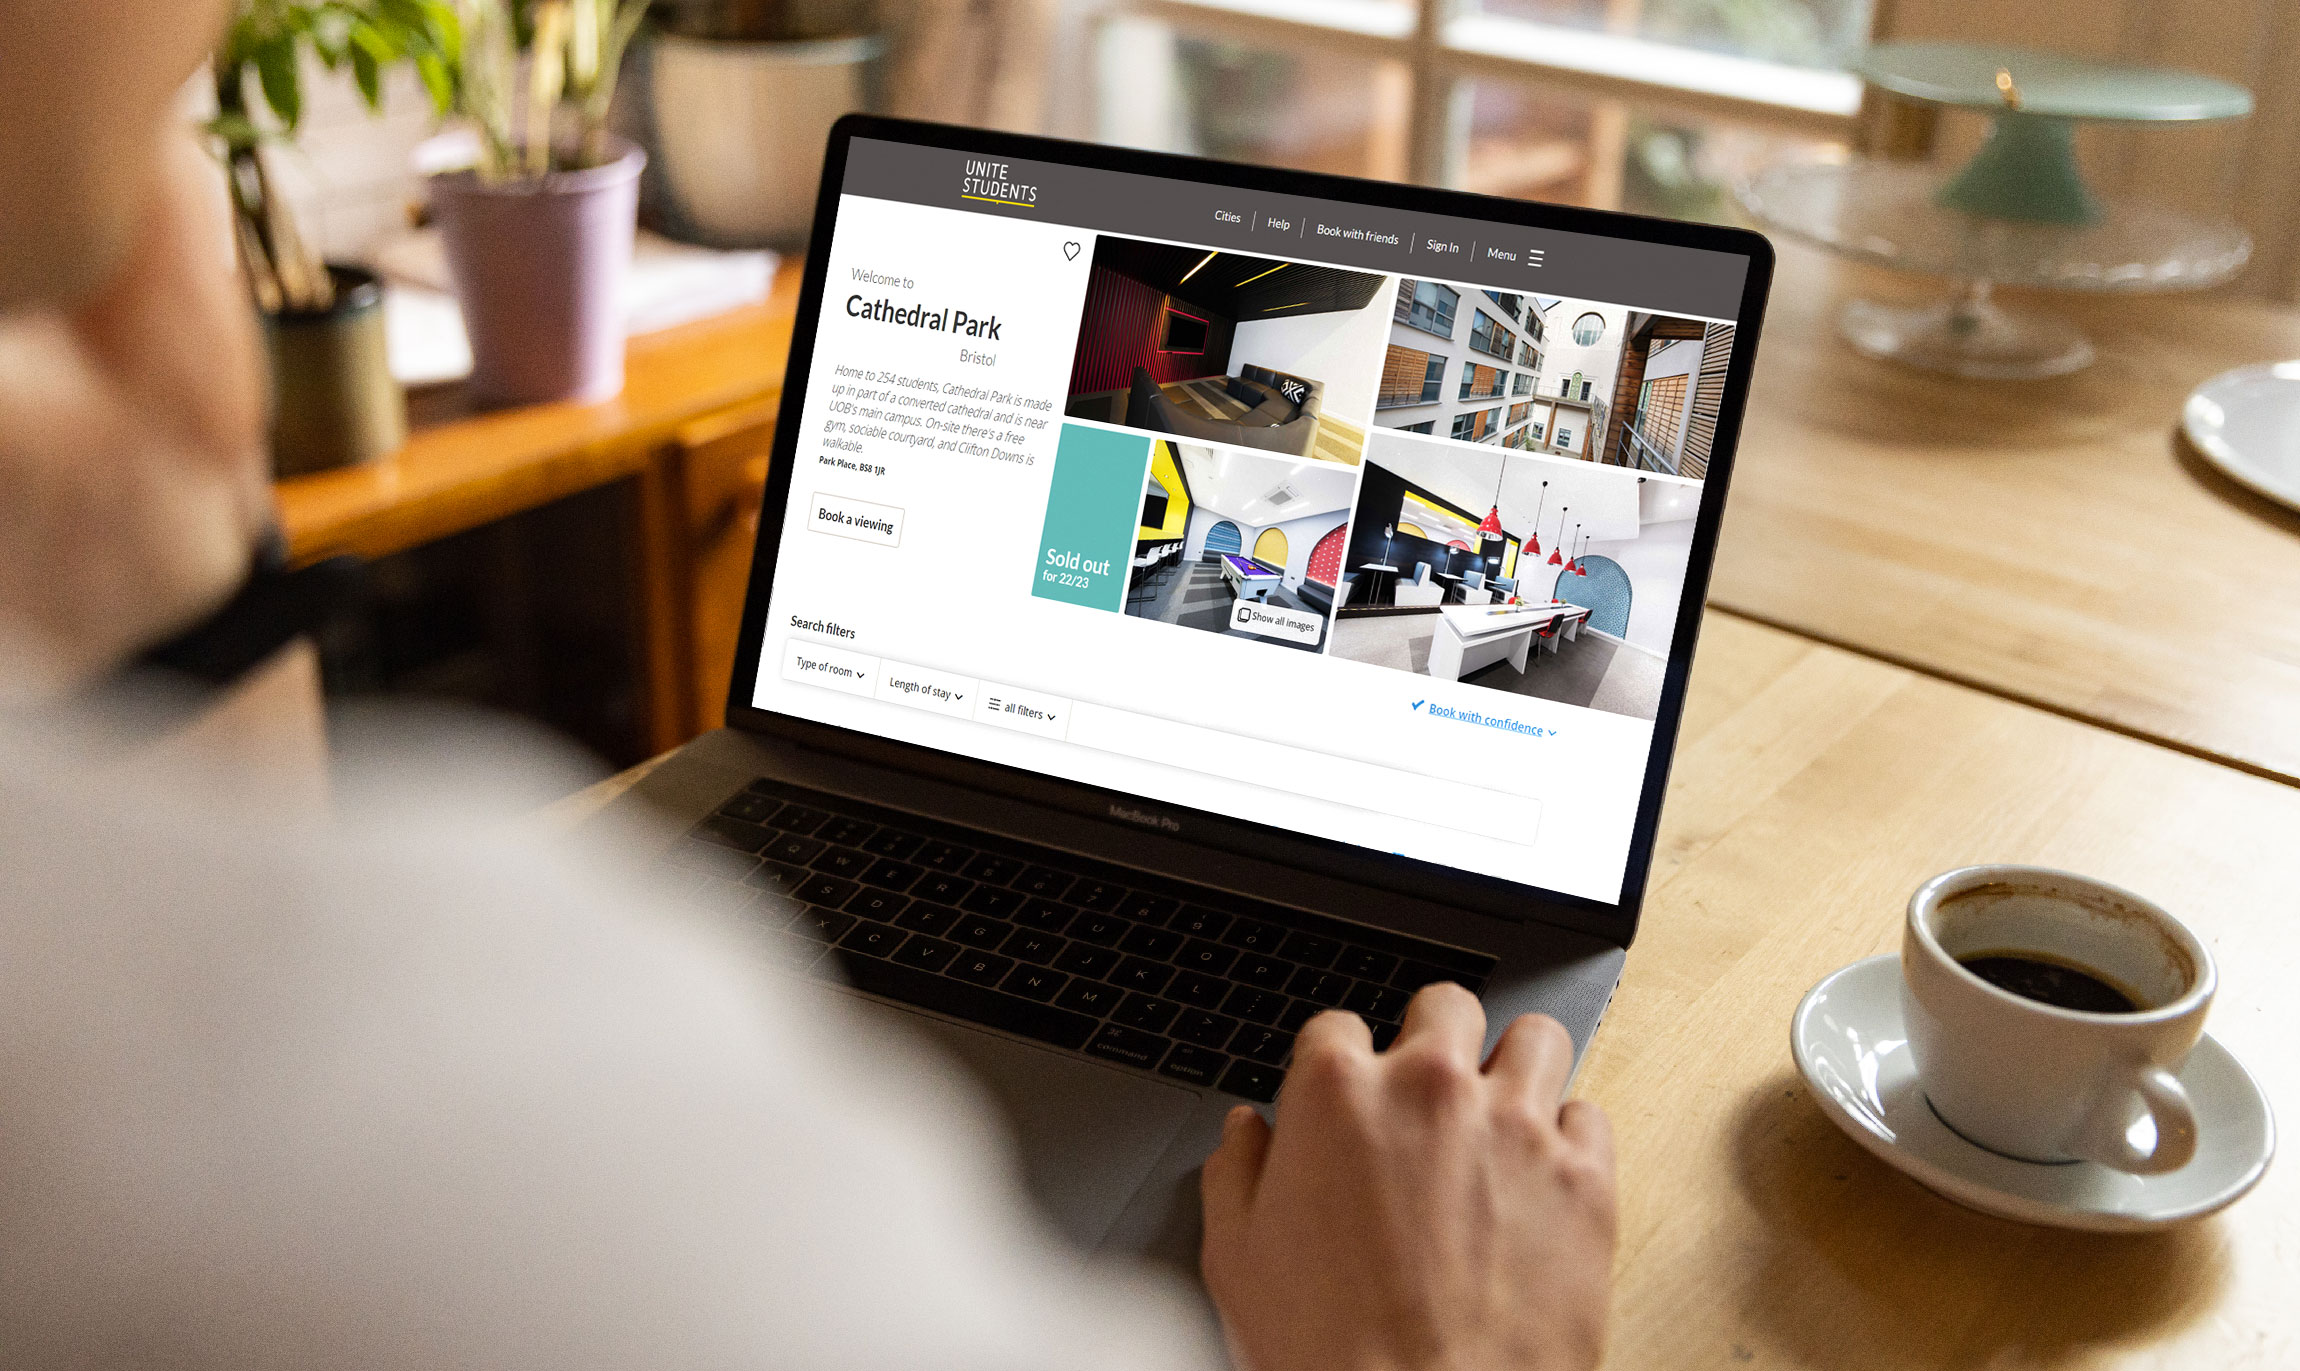 UNITE
STUDENTS
Cities
Help
Book with friends
Sign In
Menu
Welcome to
Cathedral Park
Bristol
Home to 254 students, Cathedral Park is made
up in part of a converted cathedral and is near
UOB's main campus. On-site there's a free
gym, sociable courtyard, and Clifton Downs is
walkable.
Park Place, BS8 1JR
Book a viewing
Sold out
for 22/23
Show all images
Search filters
Type of room
Length of stay
all filters
Book with confidence
MacBook Pro
Q W E R T Y U I O P
A S D F G H J K L
X C V B N M
command
option